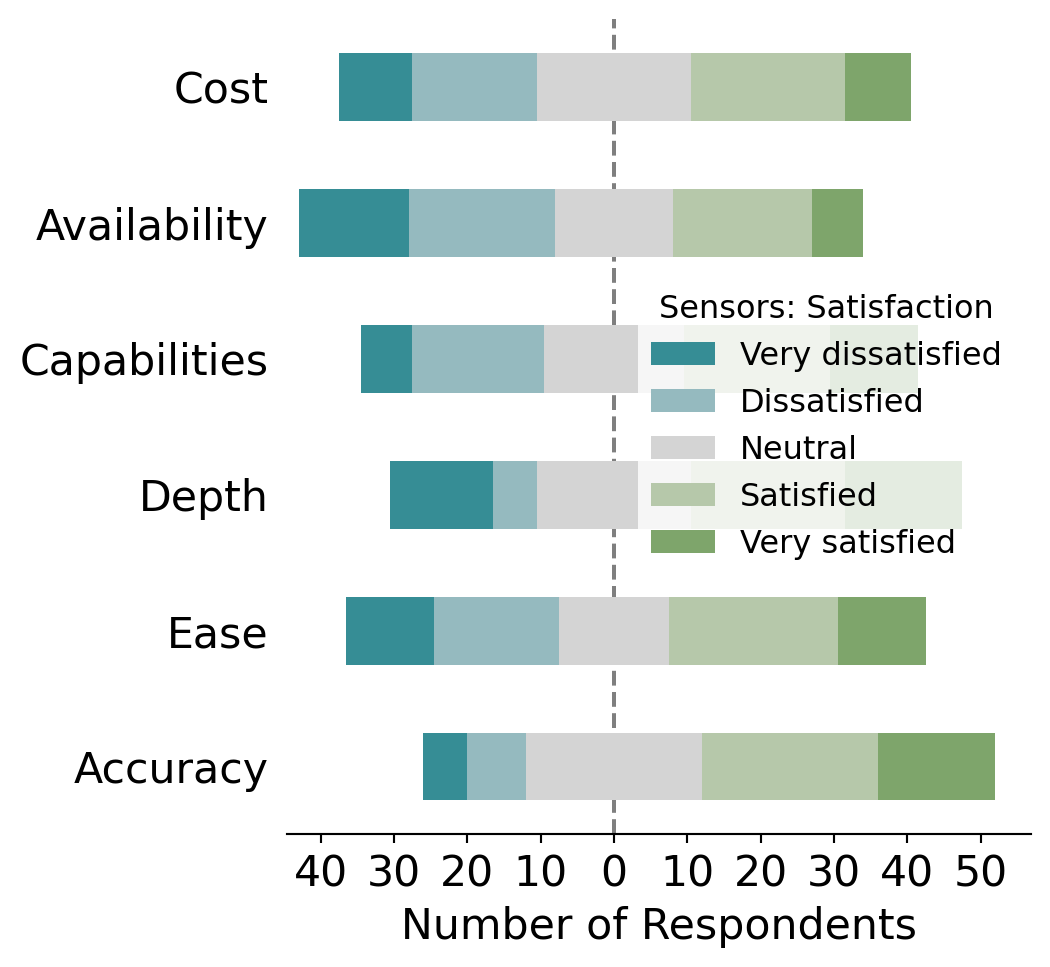 Cost
Availability
Capabilities
Depth
Ease
Accuracy
Sensors: Satisfaction
Very dissatisfied
Dissatisfied
Neutral
Satisfied
Very satisfied
40 30 20 10 0 10 20 30 40 50
Number of Respondents